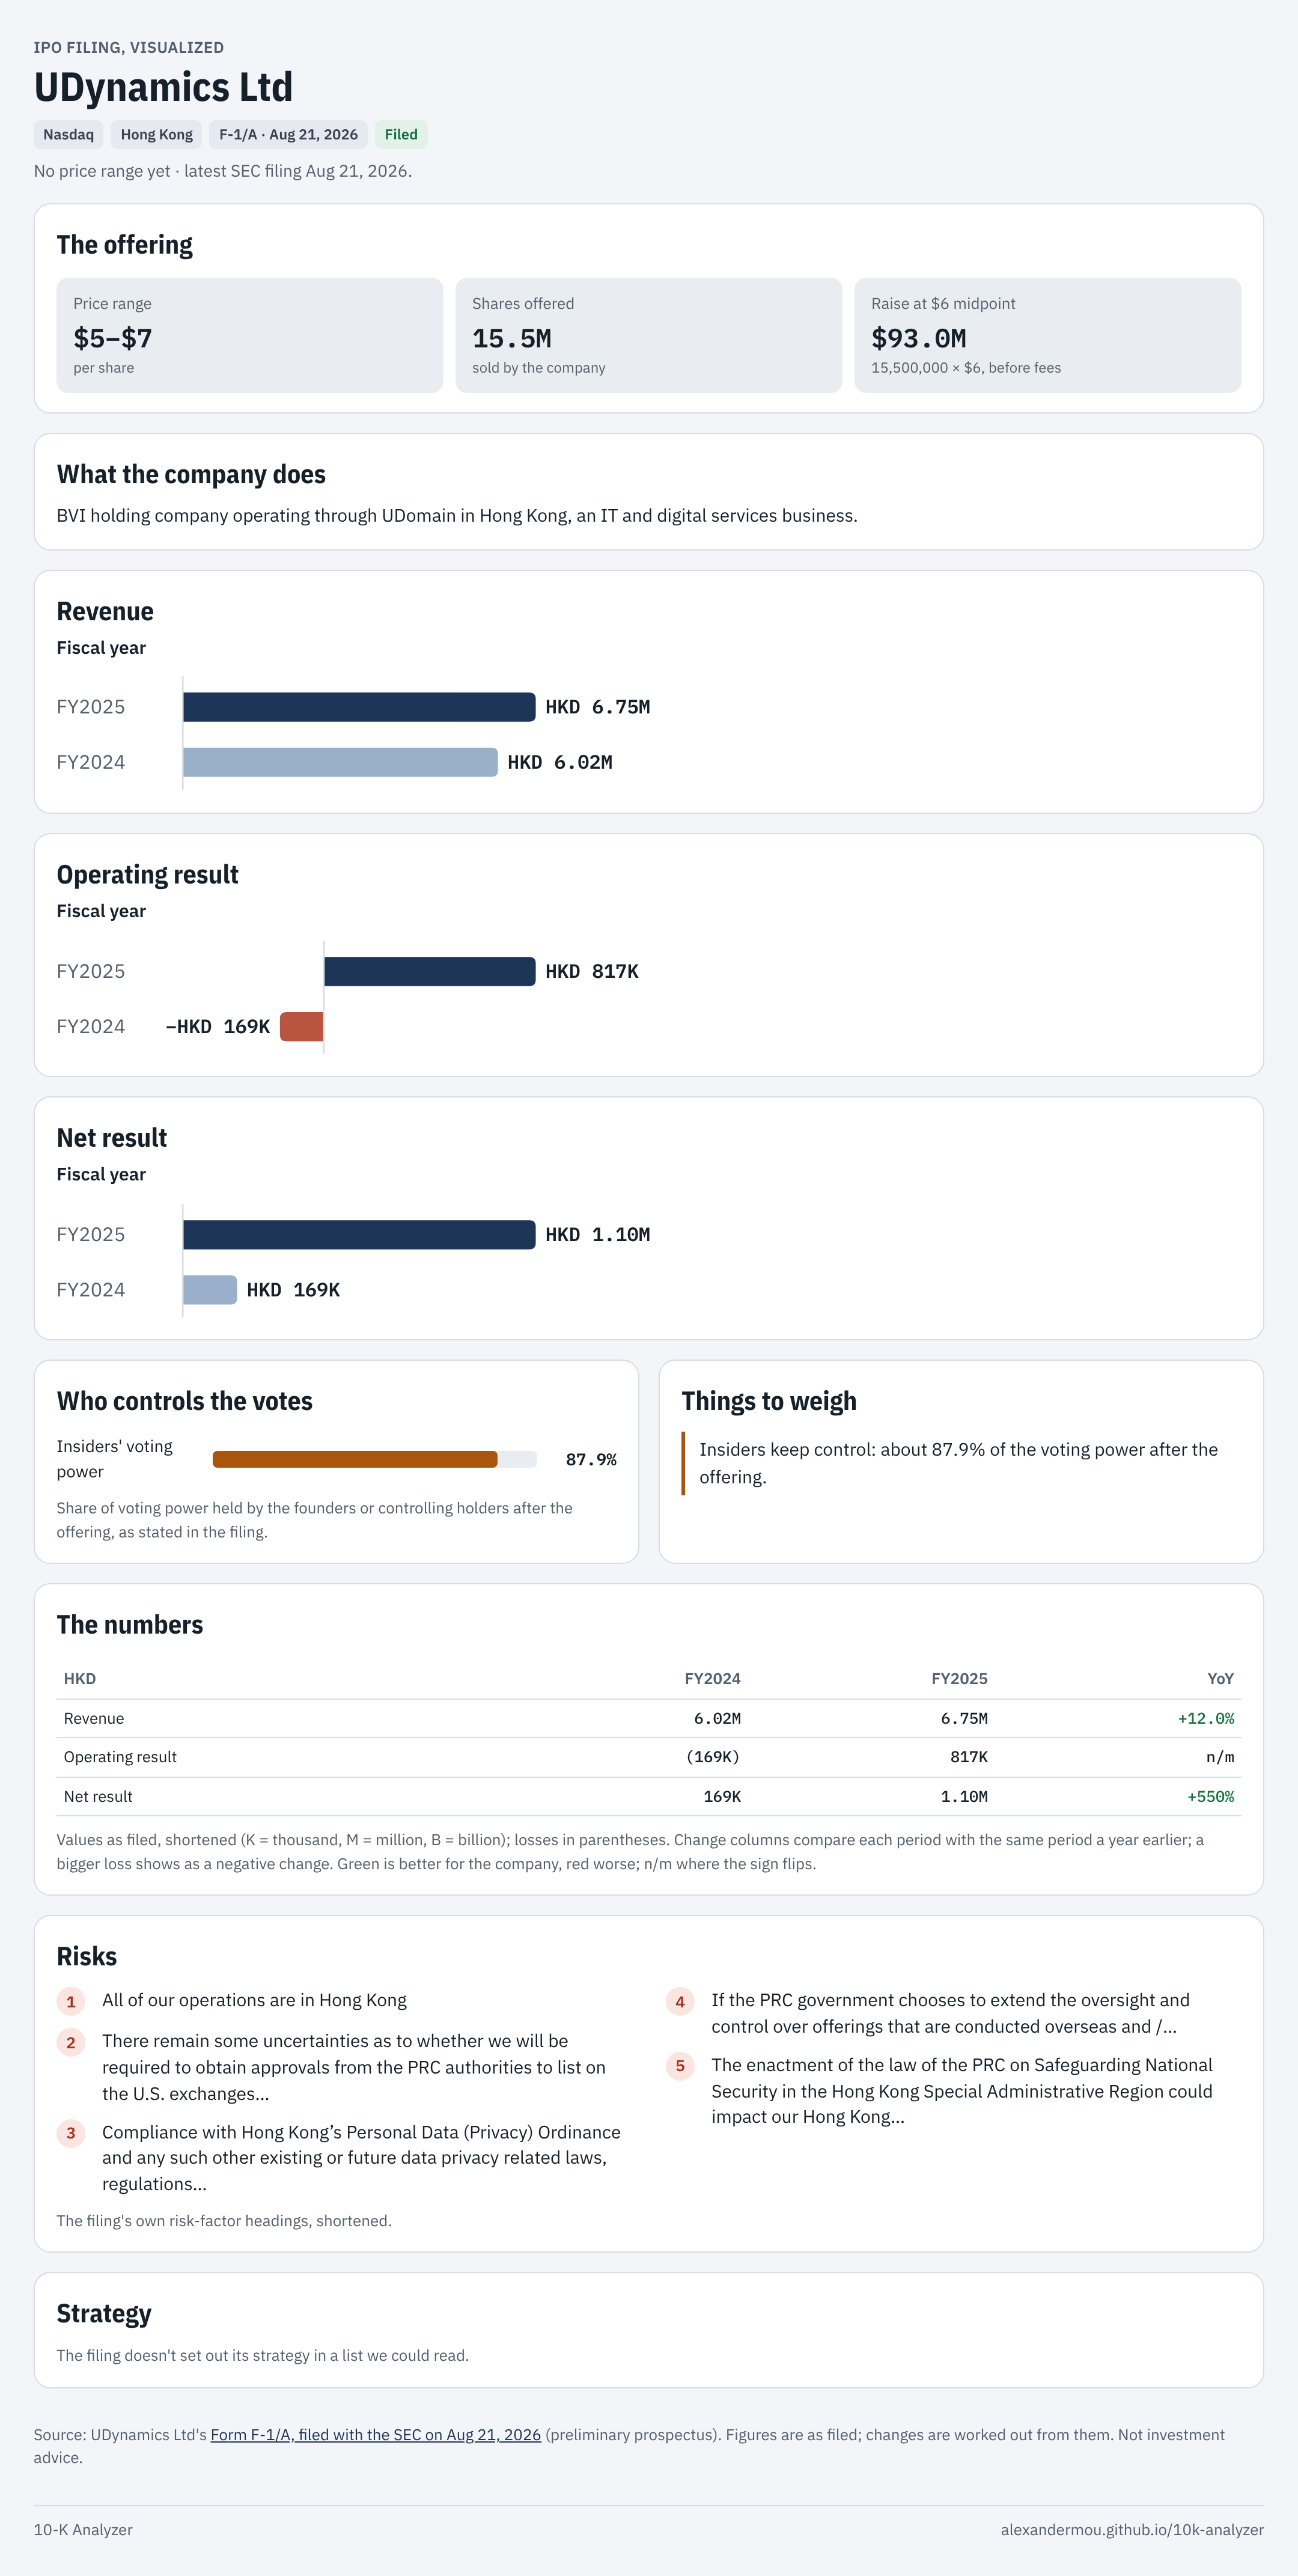 IPO FILING, VISUALIZED
UDynamics Ltd
Nasdaq
Hong Kong
F-1/A · Aug 21, 2026
Filed
No price range yet · latest SEC filing Aug 21, 2026.
The offering
Price range
$5–$7
per share
Shares offered
15.5M
sold by the company
Raise at $6 midpoint
$93.0M
15,500,000 × $6, before fees
What the company does
BVI holding company operating through UDomain in Hong Kong, an IT and digital services business.
Revenue
Fiscal year
FY2025 HKD 6.75M
FY2024 HKD 6.02M
Operating result
Fiscal year
FY2025 HKD 817K
FY2024 −HKD 169K
Net result
Fiscal year
FY2025 HKD 1.10M
FY2024 HKD 169K
Who controls the votes
Insiders' voting
power
87.9%
Share of voting power held by the founders or controlling holders after the
offering, as stated in the filing.
Things to weigh
Insiders keep control: about 87.9% of the voting power after the
offering.
The numbers
HKD FY2024 FY2025 YoY
Revenue 6.02M 6.75M +12.0%
Operating result (169K) 817K n/m
Net result 169K 1.10M +550%
Values as filed, shortened (K = thousand, M = million, B = billion); losses in parentheses. Change columns compare each period with the same period a year earlier; a
bigger loss shows as a negative change. Green is better for the company, red worse; n/m where the sign flips.
Risks
1 All of our operations are in Hong Kong
2 There remain some uncertainties as to whether we will be
required to obtain approvals from the PRC authorities to list on
the U.S. exchanges…
3 Compliance with Hong Kong’s Personal Data (Privacy) Ordinance
and any such other existing or future data privacy related laws,
regulations…
4 If the PRC government chooses to extend the oversight and
control over offerings that are conducted overseas and /…
5 The enactment of the law of the PRC on Safeguarding National
Security in the Hong Kong Special Administrative Region could
impact our Hong Kong…
The filing's own risk-factor headings, shortened.
Strategy
The filing doesn't set out its strategy in a list we could read.
Source: UDynamics Ltd's Form F-1/A, filed with the SEC on Aug 21, 2026 (preliminary prospectus). Figures are as filed; changes are worked out from them. Not investment
advice.
10-K Analyzer
alexandermou.github.io/10k-analyzer